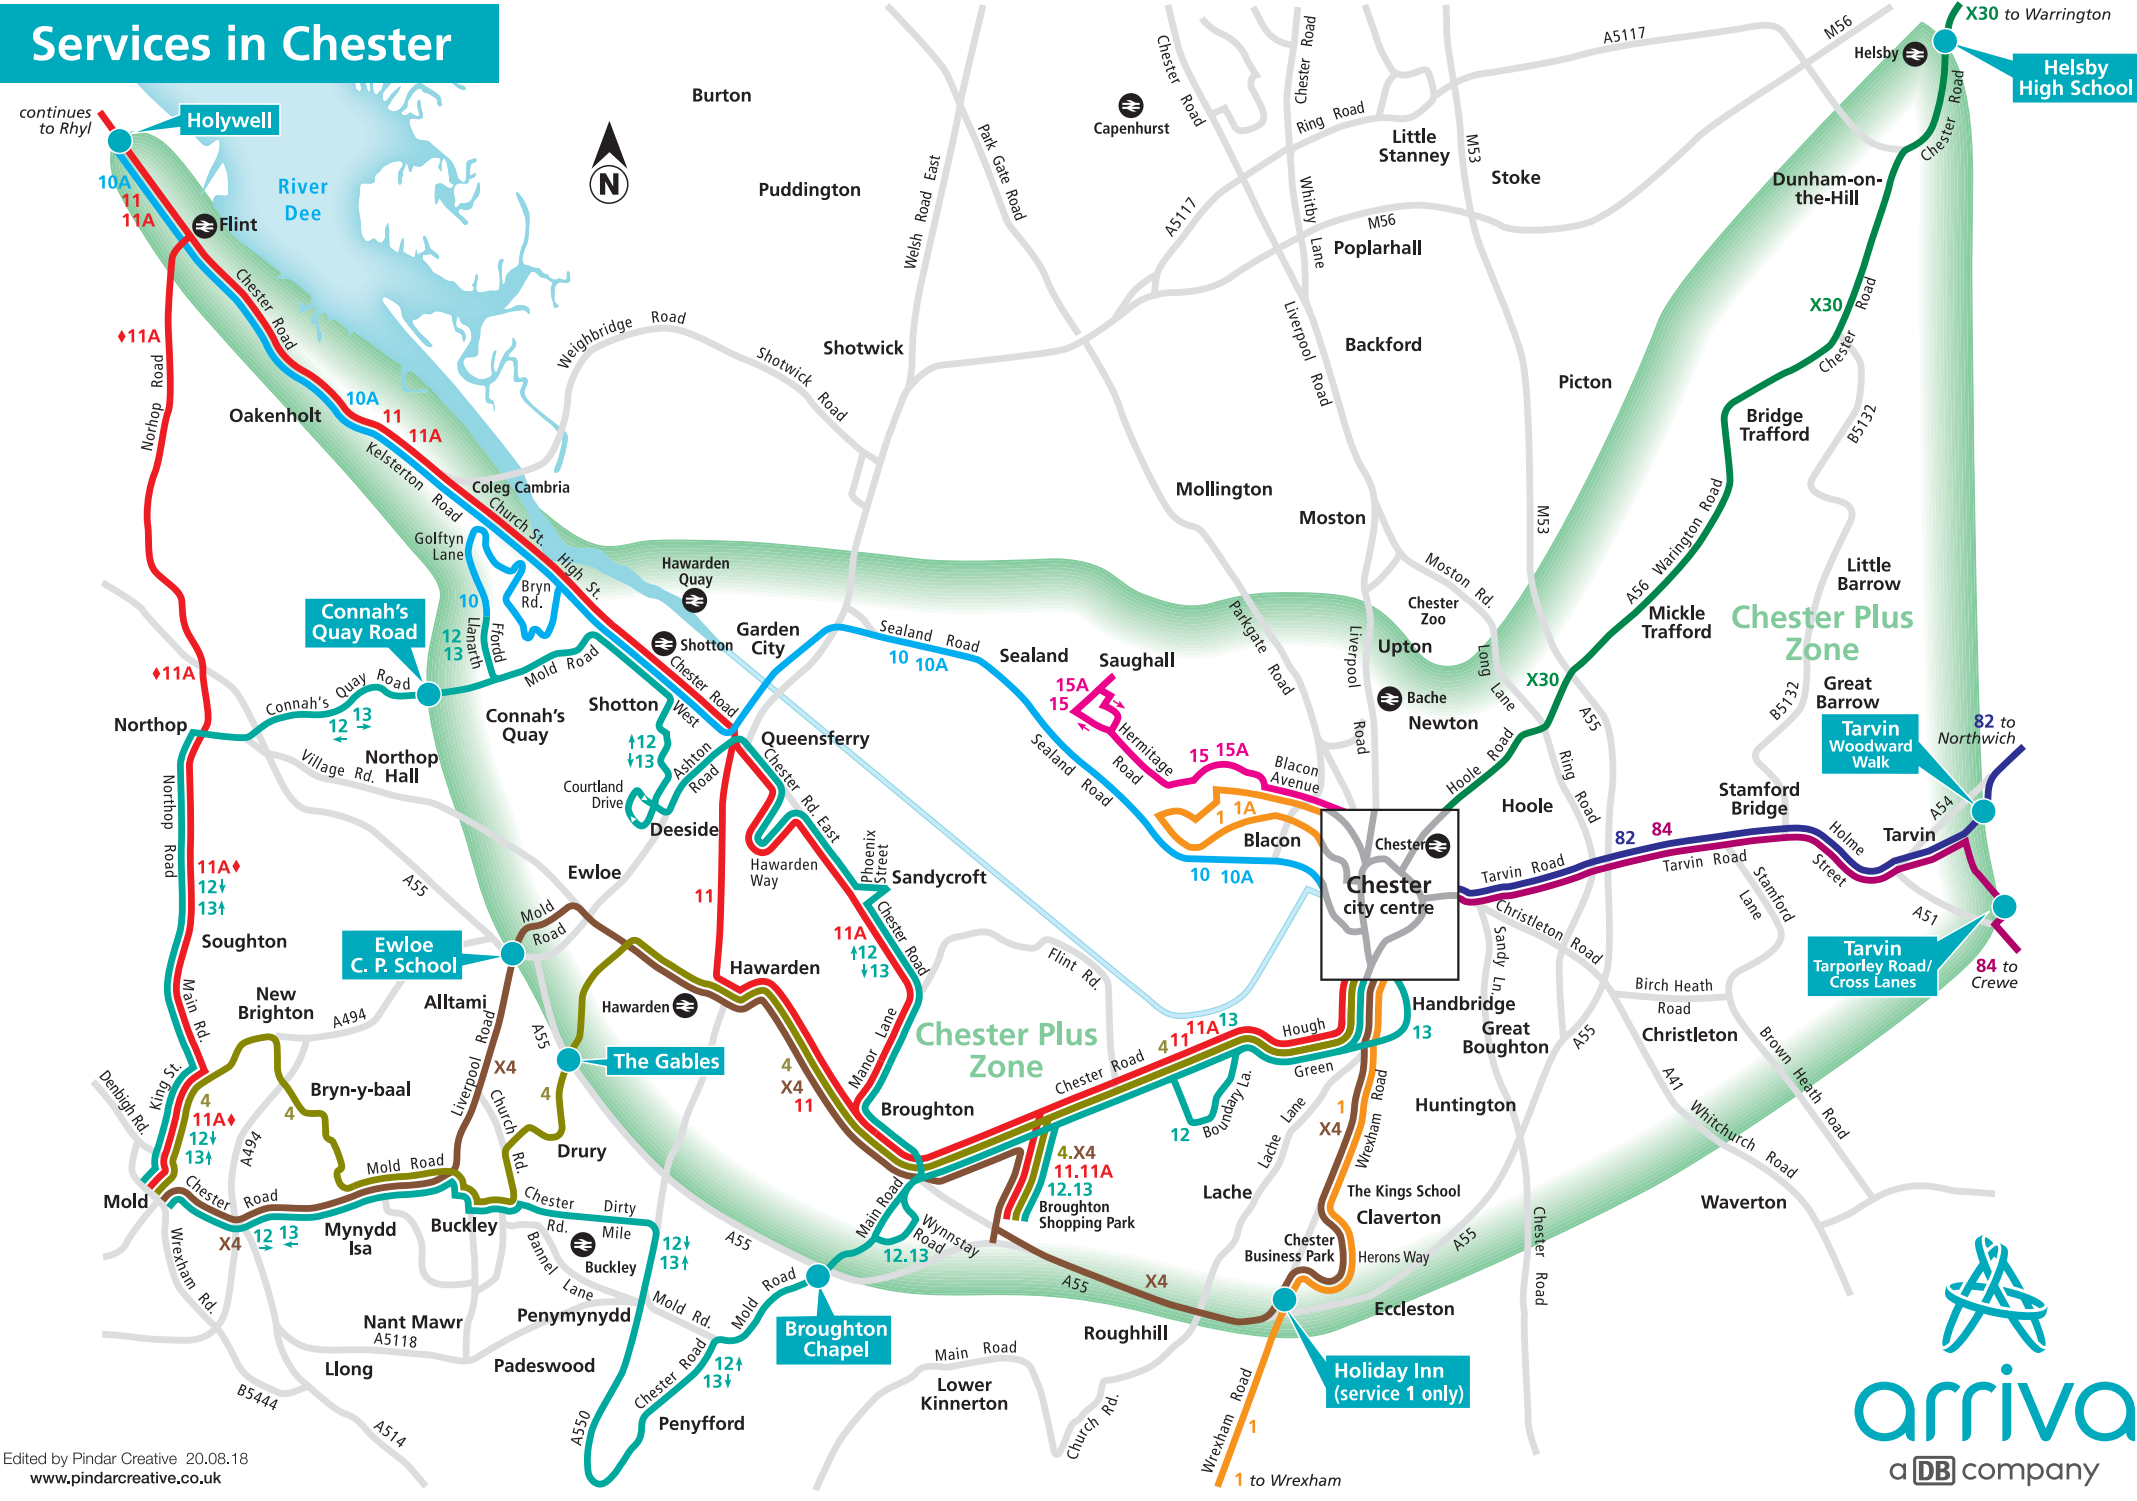 Services in Chester
continues
to Rhyl
Holywell
10A
11
11A
Flint
River
Dee
N
Burton
Puddington
Capenhurst
Chester Road
Chester Road
Ring Road
Little
Stanney
M53
Stoke
A5117
M56
X30 to Warrington
Helsby
Helsby
High School
Chester Road
Chester
Dunham-on-
the-Hill
Park Gate Road
Welsh Road East
A5117
Whitby Lane
M56
Poplarhall
♦11A
Norhop Road
Chester Road
Weighbridge Road
Shotwick Road
Shotwick
Liverpool Road
Backford
Picton
X30
Chester Road
Bridge
Trafford
B5132
Oakenholt
10A
11
11A
Kelsterton Road
Coleg Cambria
Church St.
High St.
Golftyn
Lane
Bryn
Rd.
10
12
13
Ffordd
Llanarth
Mollington
Moston
M53
Moston Rd.
A56 Warington Road
Little
Barrow
Mickle
Trafford
Chester Plus
Zone
Great
Barrow
B5132
Connah's
Quay Road
Hawarden
Quay
Shotton
Garden
City
Sealand Road
10 10A
Sealand
Saughall
15A
15
Hermitage
Road
15 15A
Blacon
Avenue
Parkgate Road
Liverpool
Road
Chester
Zoo
Upton
Long Lane
Bache
Newton
X30
Hoole Road
A55
Ring Road
Hoole
♦11A
Northop
Connah's Quay Road
12 13
Mold Road
Connah's
Quay
Shotton
Chester Road
West
Queensferry
12
13
Ashton
Road
Courtland
Drive
Deeside
Northop
Hall
Village Rd.
Northop Road
Sealand Road
1 1A
Blacon
10 10A
Chester
Chester
city centre
82 84
Tarvin Road
Tarvin Road
Stamford
Bridge
Holme
Street
Tarvin
A54
Tarvin
Woodward
Walk
82 to
Northwich
Stamford
Lane
A51
Tarvin
Tarporley Road/
Cross Lanes
84 to
Crewe
Chester Rd. East
Hawarden
Way
Phoenix
Street
Sandycroft
Chester Road
11A
12
13
11
Ewloe
A55
Mold
Road
11A♦
12
13
Soughton
Ewloe
C. P. School
Hawarden
Hawarden
Flint Rd.
Christleton Road
Sandy Ln.
Birch Heath
Road
Christleton
Handbridge
13
Great
Boughton
A55
New
Brighton
Main Rd.
A494
Alltami
Liverpool Road
A55
X4
The Gables
Manor Lane
Chester Plus
Zone
4 11 11A 13
Chester Road
Hough
Green
Boundary La.
12
King St.
Denbigh Rd.
4
11A♦
12
13
4
Bryn-y-baal
A494
Church
Rd.
4
Drury
4
X4
11
Broughton
Lache Lane
Lache
1
X4
Wrexham Road
Huntington
A41
Whitchurch Road
Brown Heath Road
Waverton
Mold
Chester Road
X4
12 13
Mold Road
Mynydd
Isa
Buckley
Chester
Rd.
Dirty
Mile
Buckley
Bannel
Lane
12
13
Main Road
Wynnstay
Road
12.13
4.X4
11.11A
12.13
Broughton
Shopping Park
The Kings School
Claverton
Chester
Business Park
Herons Way
A55
Chester Road
Eccleston
Wrexham Rd.
Nant Mawr
A5118
Llong
Penymynydd
Padeswood
Mold Rd.
A55
Mold Road
Broughton
Chapel
A55
X4
Roughhill
Main Road
Lower
Kinnerton
Church Rd.
Holiday Inn
(service 1 only)
Wrexham Road
1
1 to Wrexham
B5444
A514
A550
Chester Road
12
13
Penyfford
Edited by Pindar Creative 20.08.18
www.pindarcreative.co.uk
arriva
a DB company